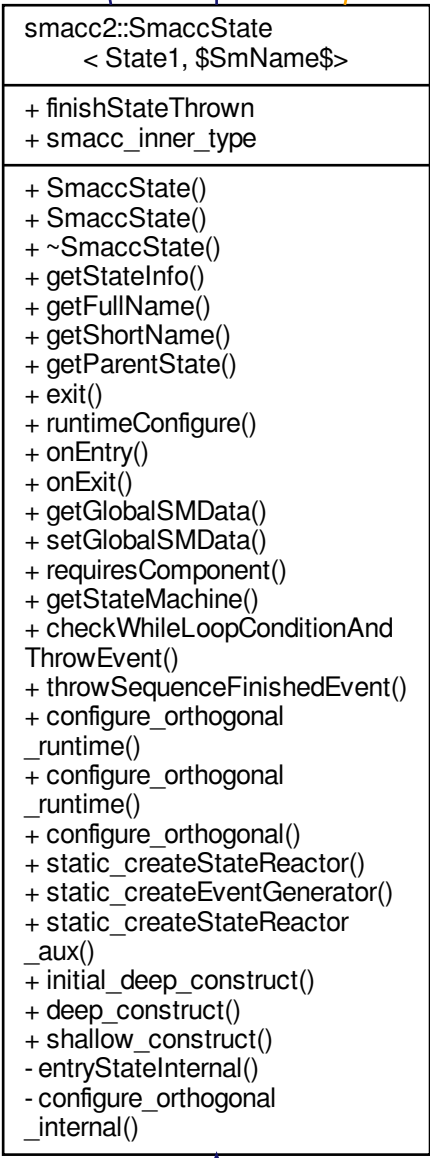 smacc2::SmaccState
< State1, $SmName$>
+ finishStateThrown
+ smacc_inner_type
+ SmaccState()
+ SmaccState()
+ ~SmaccState()
+ getStateInfo()
+ getFullName()
+ getShortName()
+ getParentState()
+ exit()
+ runtimeConfigure()
+ onEntry()
+ onExit()
+ getGlobalSMData()
+ setGlobalSMData()
+ requiresComponent()
+ getStateMachine()
+ checkWhileLoopConditionAnd
ThrowEvent()
+ throwSequenceFinishedEvent()
+ configure_orthogonal
_runtime()
+ configure_orthogonal
_runtime()
+ configure_orthogonal()
+ static_createStateReactor()
+ static_createEventGenerator()
+ static_createStateReactor
_aux()
+ initial_deep_construct()
+ deep_construct()
+ shallow_construct()
- entryStateInternal()
- configure_orthogonal
_internal()